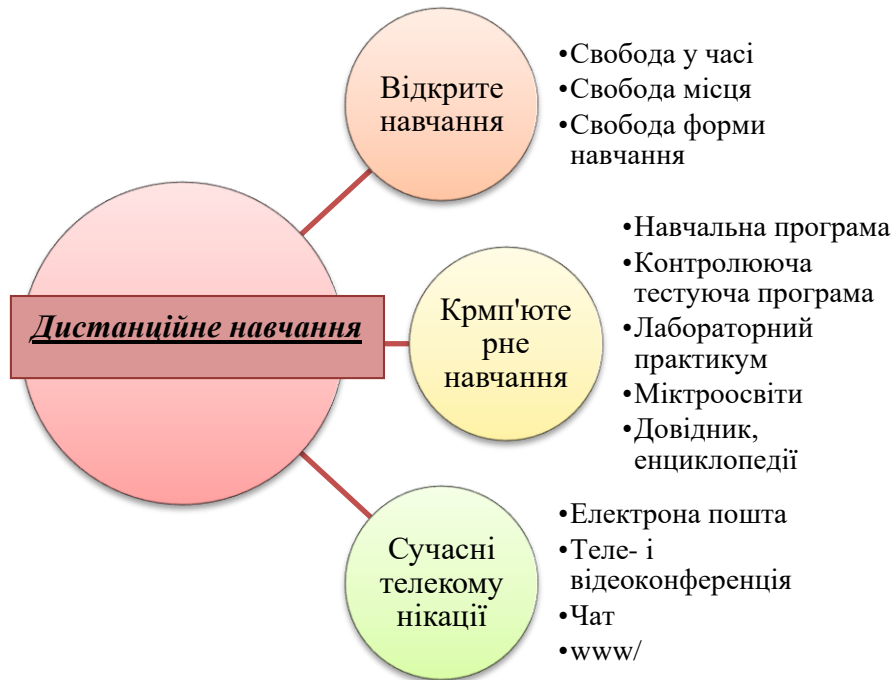 Відкрите
навчання
•Свобода у часі
•Свобода місця
•Свобода форми
навчання
Дистанційне навчання
Крмп'юте
рне
навчання
•Навчальна програма
•Контролююча
тестуюча програма
•Лабораторний
практикум
•Міктроосвіти
•Довідник,
енциклопедії
Сучасні
телекому
нікації
•Електрона пошта
•Теле- і
відеоконференція
•Чат
•www/